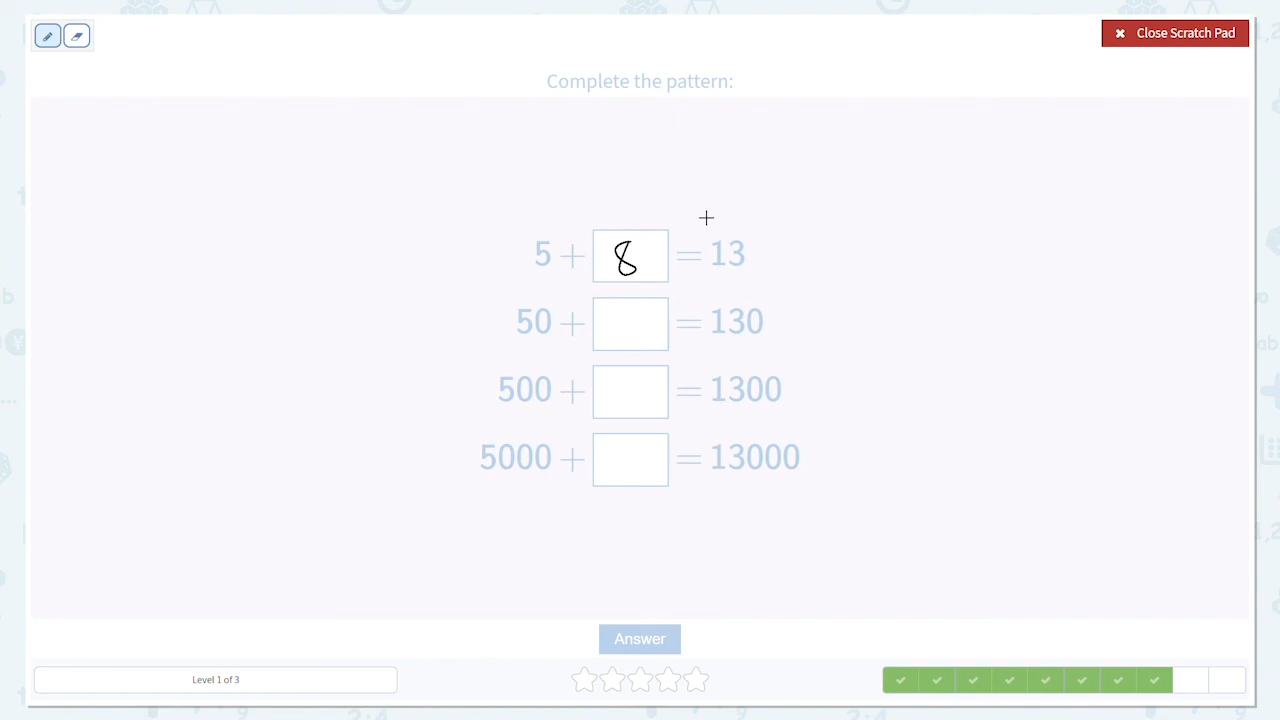 Close Scratch Pad
Complete the pattern:
5 + 8 = 13
50 + = 130
500 + = 1300
5000 + = 13000
Answer
Level 1 of 3